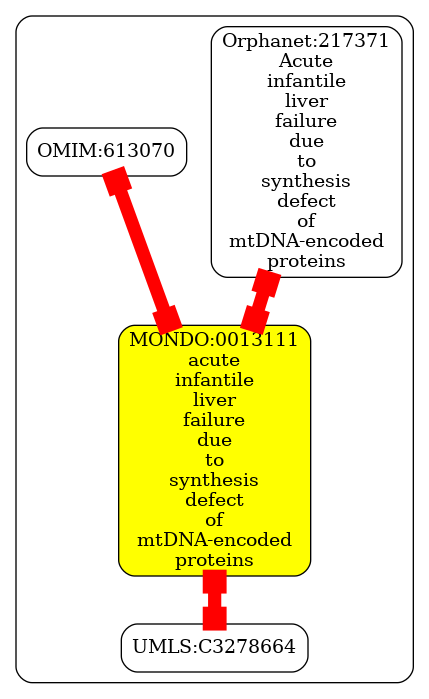 Orphanet:217371
Acute
infantile
liver
failure
due
to
synthesis
defect
of
mtDNA-encoded
proteins
OMIM:613070
MONDO:0013111
acute
infantile
liver
failure
due
to
synthesis
defect
of
mtDNA-encoded
proteins
UMLS:C3278664